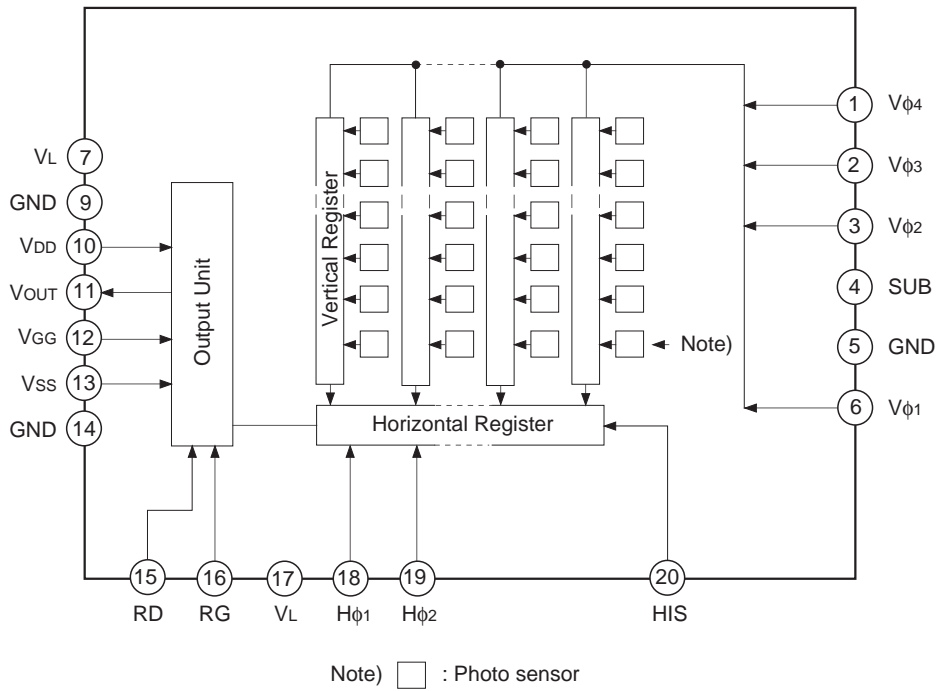 1
Vϕ4
2
Vϕ3
3
Vϕ2
4
SUB
5
GND
6
Vϕ1
VL
7
GND
9
VDD
10
VOUT
11
VGG
12
VSS
13
GND
14
Output Unit
Vertical Register
Note)
Horizontal Register
15
RD
16
RG
17
VL
18
Hϕ1
19
Hϕ2
20
HIS
Note) : Photo sensor